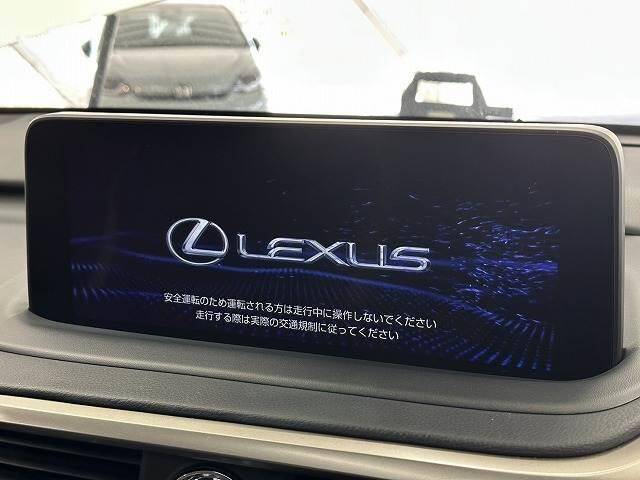 LEXUS
安全運転のため運転される方は走行中に操作しないでください
走行する際は実際の交通規制に従ってください